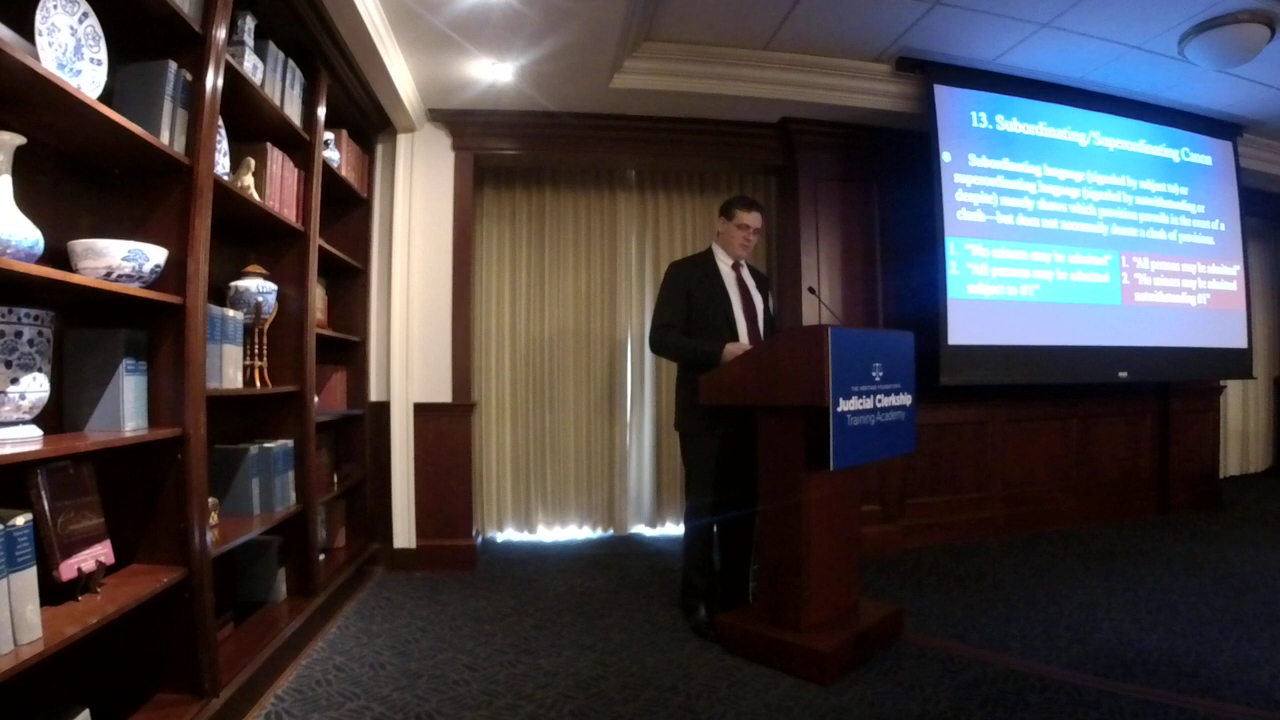 13. Subordinating/Superordinating Canon
Subordinating language (signaled by subject to) or
superordinating language (signaled by notwithstanding or
despite) merely shows which provision prevails in the event of a
clash—but does not necessarily denote a clash of provisions.
1. "No minors may be admitted"
2. "All persons may be admitted
subject to #1"
1. "All persons may be admitted"
2. "No minors may be admitted
notwithstanding #1"
THE HERITAGE FOUNDATION'S
Judicial Clerkship
Training Academy